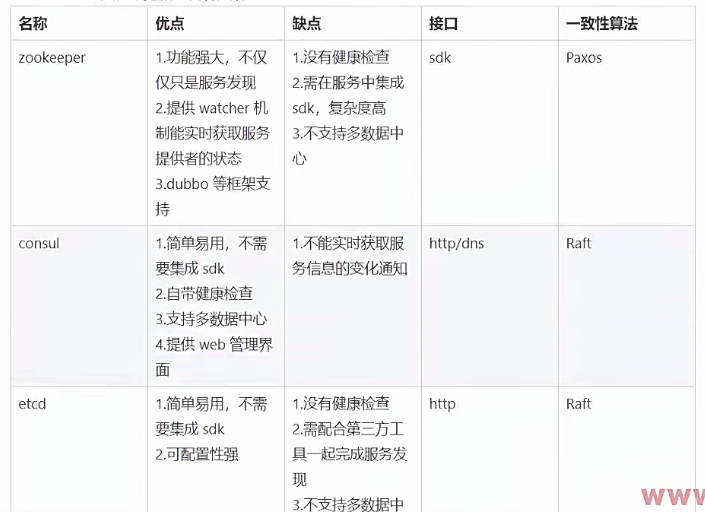 名称 优点 缺点 接口 一致性算法
zookeeper
1.功能强大，不仅
仅只是服务发现
2.提供 watcher 机
制能实时获取服务
提供者的状态
3.dubbo 等框架支
持
1.没有健康检查
2.需在服务中集成
sdk，复杂度高
3.不支持多数据中
心
sdk
Paxos
consul
1.简单易用，不需
要集成 sdk
2.自带健康检查
3.支持多数据中心
4.提供 web 管理界
面
1.不能实时获取服
务信息的变化通知
http/dns
Raft
etcd
1.简单易用，不需
要集成 sdk
2.可配置性强
1.没有健康检查
2.需配合第三方工
具一起完成服务发
现
3.不支持多数据中
http
Raft
www